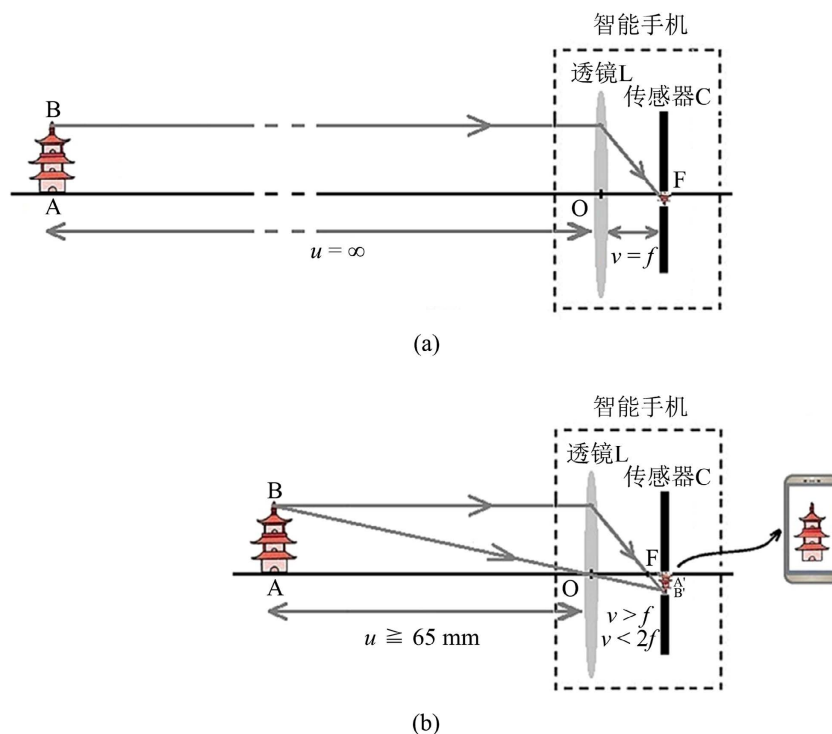 智能手机
透镜L
传感器C
B
F
A
O
u = ∞
v = f
(a)
智能手机
透镜L
传感器C
B
F
A
O
A'
B'
v > f
u ≧ 65 mm
v < 2f
(b)